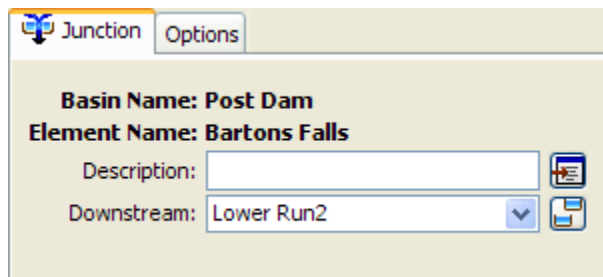 Junction Options
Basin Name: Post Dam
Element Name: Bartons Falls
Description:
Downstream: Lower Run2